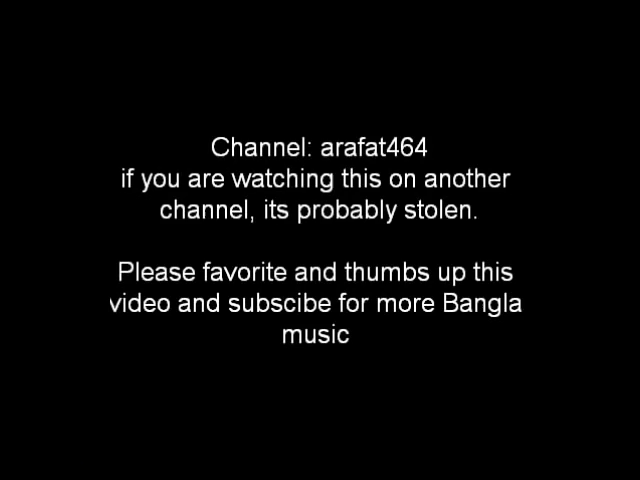 Channel: arafat464
if you are watching this on another
channel, its probably stolen.
Please favorite and thumbs up this
video and subscibe for more Bangla
music